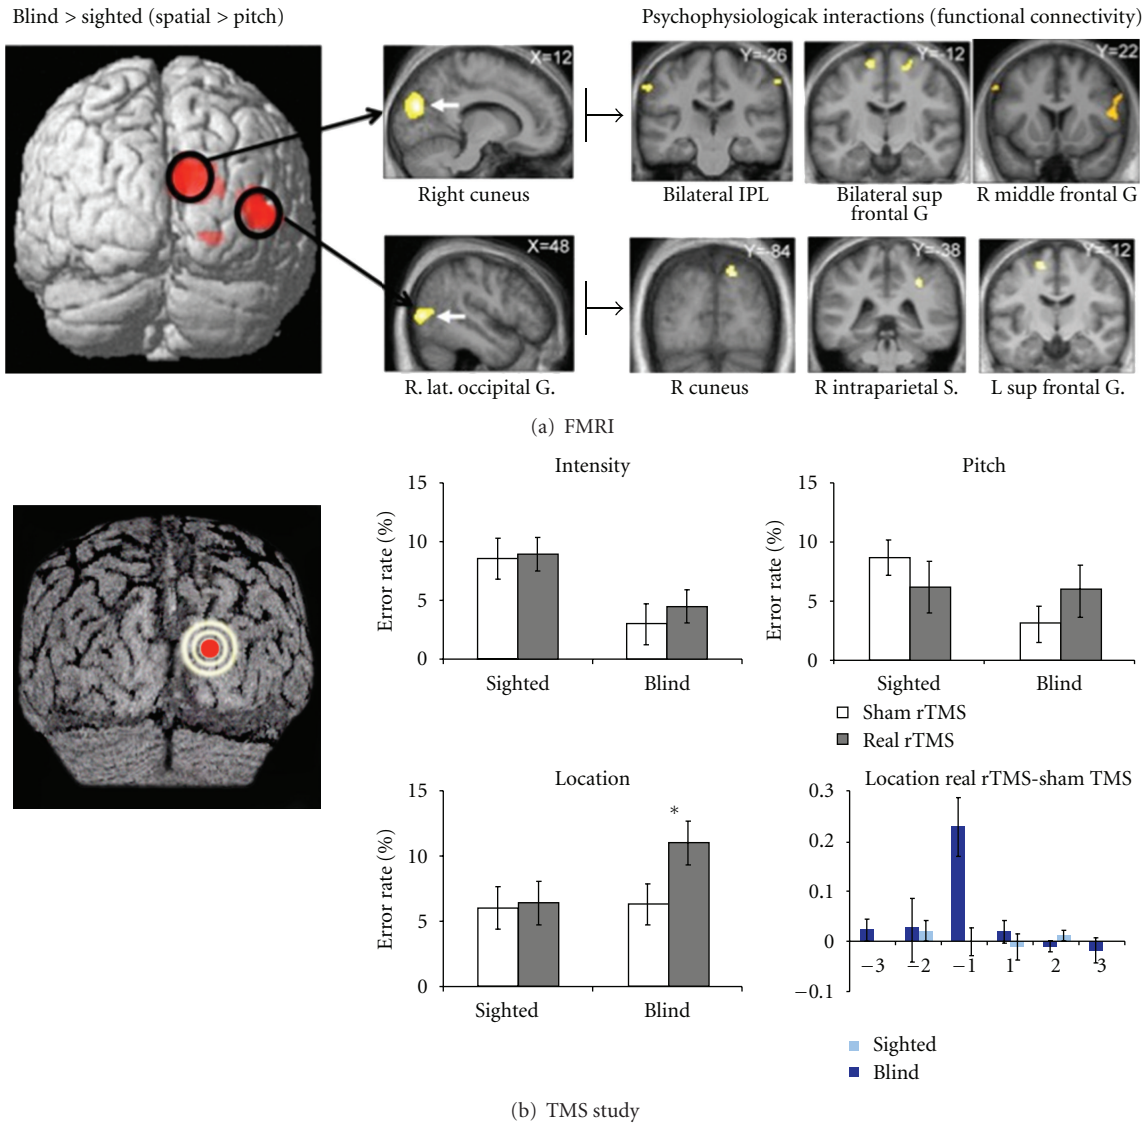 Blind > sighted (spatial > pitch)
Psychophysiologicak interactions (functional connectivity)
X=12
Y=-26
Y=-12
Y=22
Right cuneus
Bilateral IPL
Bilateral sup
frontal G
R middle frontal G
X=48
Y=-84
Y=-38
Y=-12
R. lat. occipital G.
R cuneus
R intraparietal S.
L sup frontal G.
(a) FMRI
Intensity
15
10
5
0
Error rate (%)
Sighted
Blind
Pitch
15
10
5
0
Error rate (%)
Sighted
Blind
Sham rTMS
Real rTMS
Location
15
10
5
0
Error rate (%)
*
Sighted
Blind
Location real rTMS-sham TMS
0.3
0.2
0.1
0
−0.1
−3
−2
−1
1
2
3
Sighted
Blind
(b) TMS study